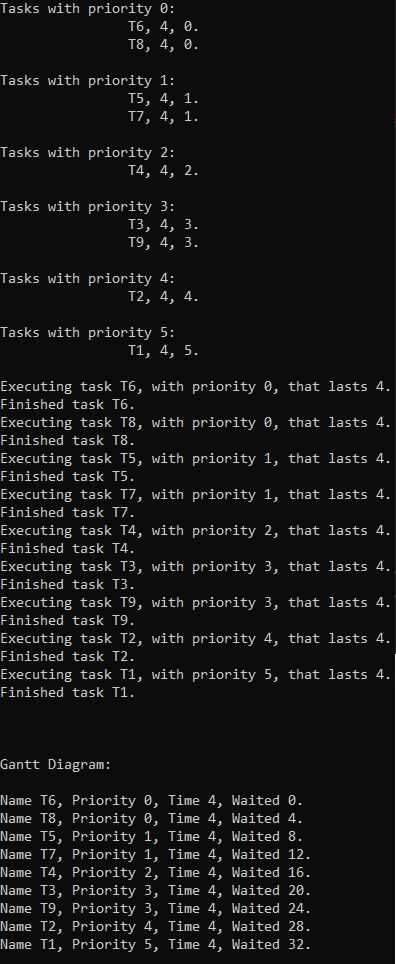 Tasks with priority 0:
T6, 4, 0.
T8, 4, 0.
Tasks with priority 1:
T5, 4, 1.
T7, 4, 1.
Tasks with priority 2:
T4, 4, 2.
Tasks with priority 3:
T3, 4, 3.
T9, 4, 3.
Tasks with priority 4:
T2, 4, 4.
Tasks with priority 5:
T1, 4, 5.
Executing task T6, with priority 0, that lasts 4.
Finished task T6.
Executing task T8, with priority 0, that lasts 4.
Finished task T8.
Executing task T5, with priority 1, that lasts 4.
Finished task T5.
Executing task T7, with priority 1, that lasts 4.
Finished task T7.
Executing task T4, with priority 2, that lasts 4.
Finished task T4.
Executing task T3, with priority 3, that lasts 4.
Finished task T3.
Executing task T9, with priority 3, that lasts 4.
Finished task T9.
Executing task T2, with priority 4, that lasts 4.
Finished task T2.
Executing task T1, with priority 5, that lasts 4.
Finished task T1.
Gantt Diagram:
Name T6, Priority 0, Time 4, Waited 0.
Name T8, Priority 0, Time 4, Waited 4.
Name T5, Priority 1, Time 4, Waited 8.
Name T7, Priority 1, Time 4, Waited 12.
Name T4, Priority 2, Time 4, Waited 16.
Name T3, Priority 3, Time 4, Waited 20.
Name T9, Priority 3, Time 4, Waited 24.
Name T2, Priority 4, Time 4, Waited 28.
Name T1, Priority 5, Time 4, Waited 32.